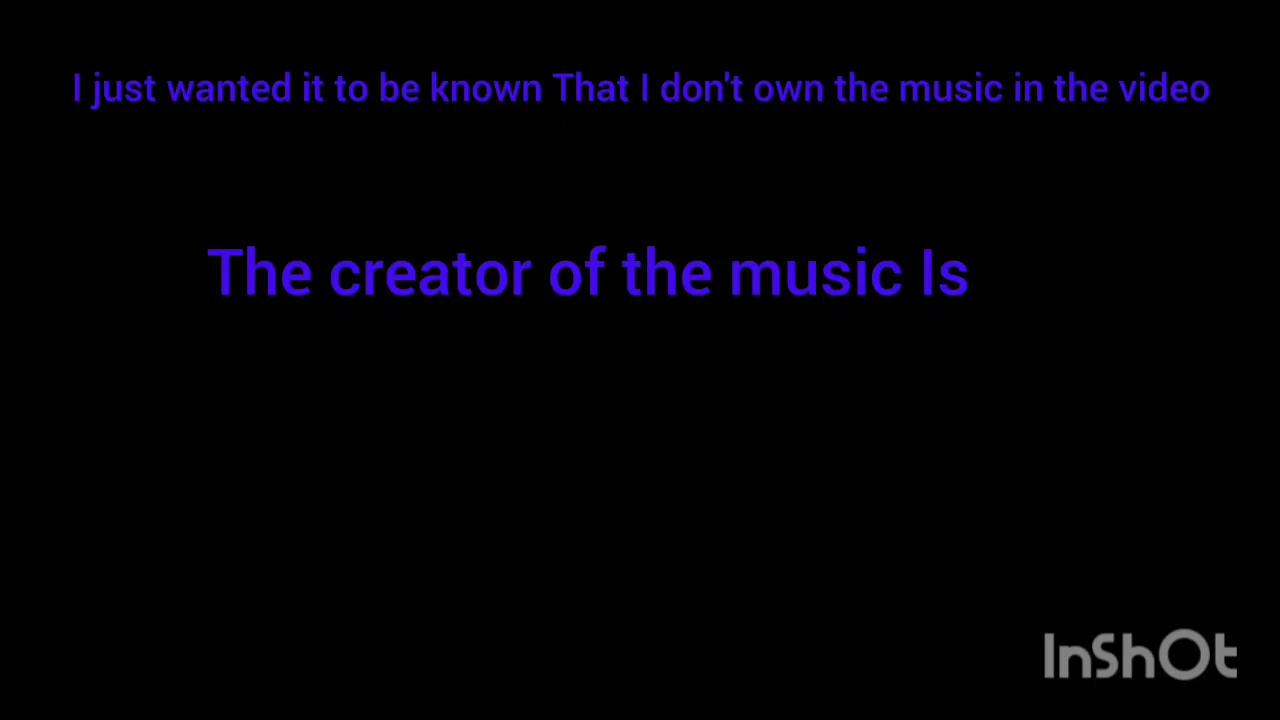 I just wanted it to be known That I don't own the music in the video
The creator of the music Is
InShOt